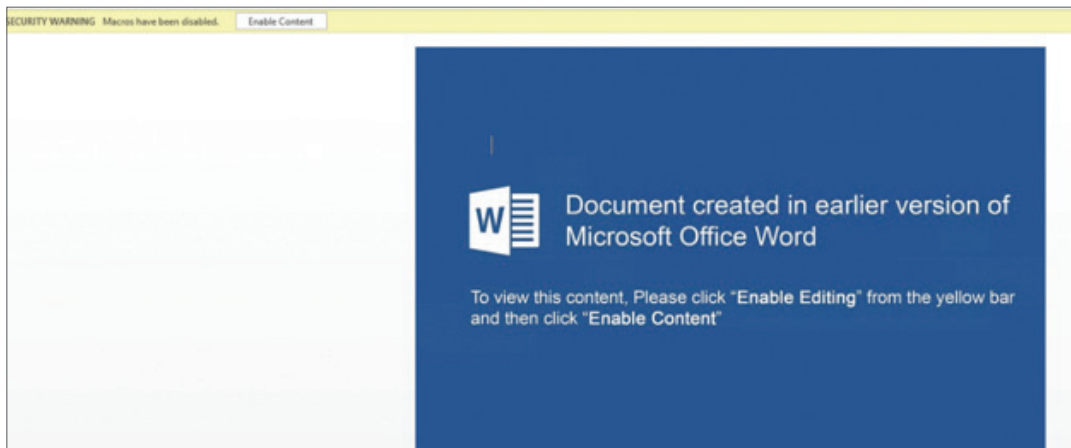 SECURITY WARNING Macros have been disabled. Enable Content
W
Document created in earlier version of
Microsoft Office Word
To view this content, Please click “Enable Editing” from the yellow bar
and then click “Enable Content”